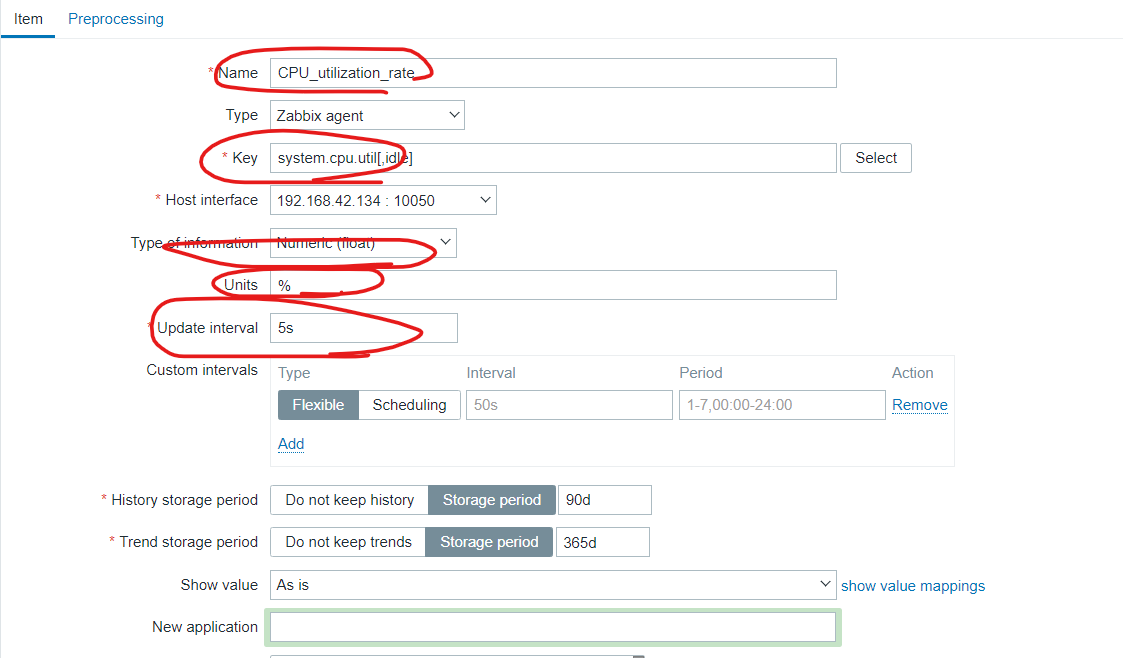 Item Preprocessing
* Name CPU_utilization_rate
Type Zabbix agent
* Key system.cpu.util[,idle] Select
* Host interface 192.168.42.134 : 10050
Type of information Numeric (float)
Units %
* Update interval 5s
Custom intervals Type Interval Period Action
Flexible Scheduling 50s 1-7,00:00-24:00 Remove
Add
* History storage period Do not keep history Storage period 90d
* Trend storage period Do not keep trends Storage period 365d
Show value As is show value mappings
New application